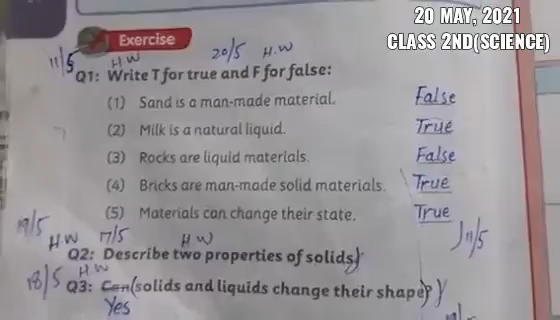 20 MAY, 2021
CLASS 2ND(SCIENCE)
Exercise
11/5 H W 20/5 H.W
Q1: Write T for true and F for false:
(1) Sand is a man-made material. False
(2) Milk is a natural liquid. True
(3) Rocks are liquid materials. False
(4) Bricks are man-made solid materials. True
(5) Materials can change their state. True
19/5 H.W 17/5 H W 11/5
Q2: Describe two properties of solids
18/5 H.W
Q3: Can (solids and liquids change their shape)?
Yes